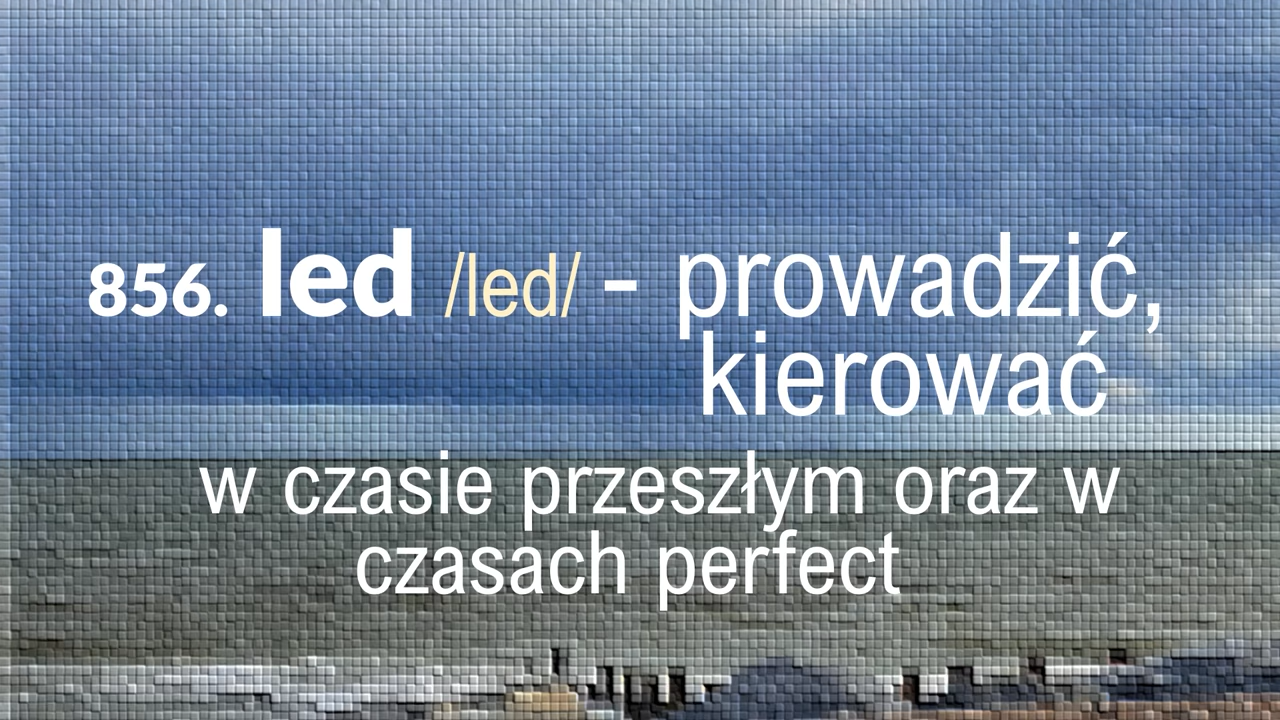 856. led /led/ - prowadzić,
kierować
w czasie przeszłym oraz w
czasach perfect